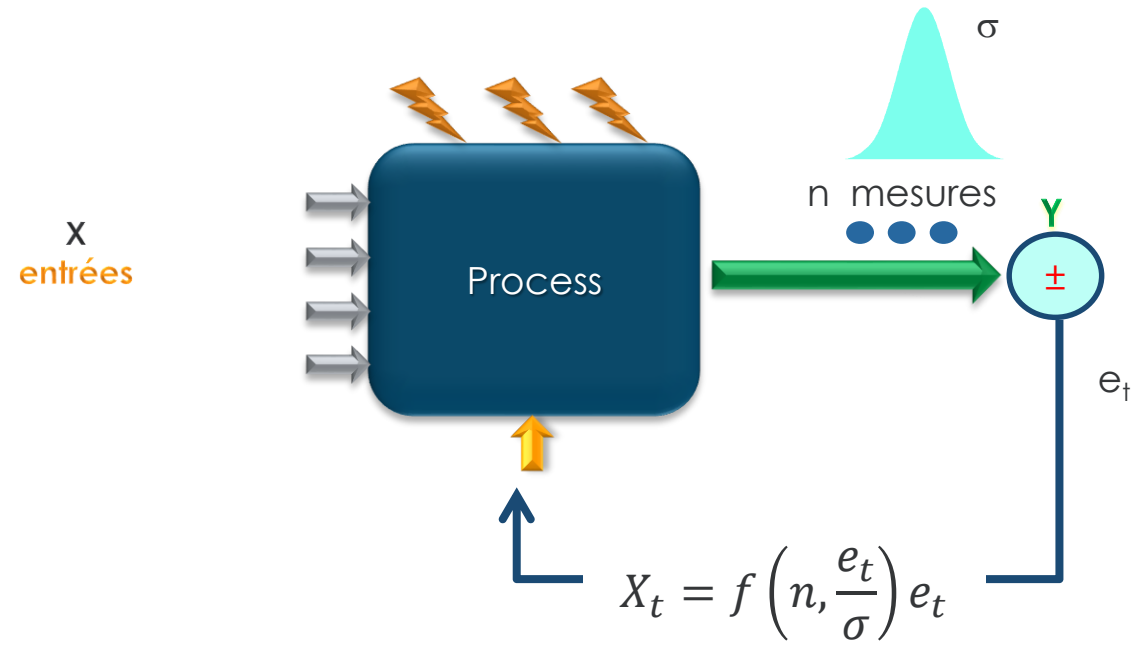 σ
n mesures
Y
x
entrées
Process
±
e_t
X_t = f(n, e_t/σ) e_t